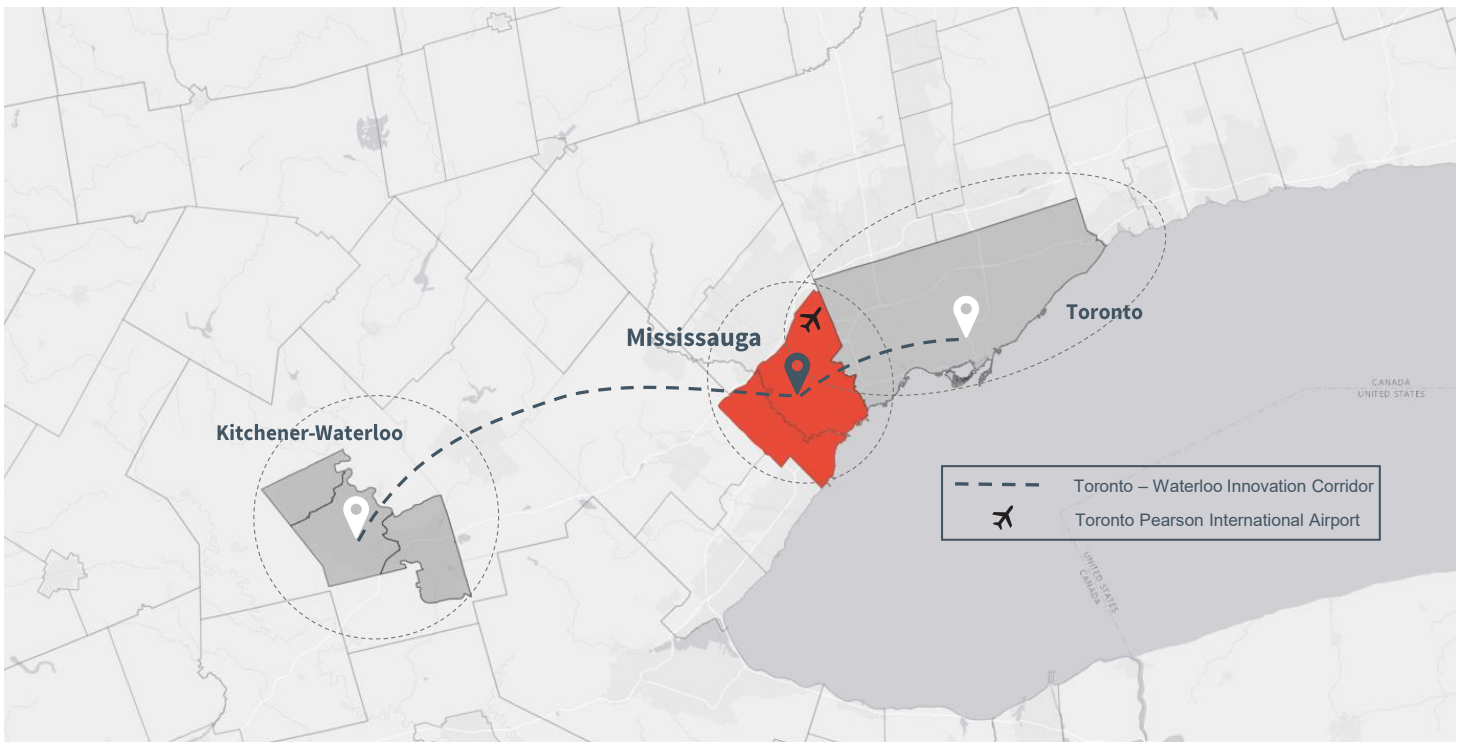 Toronto
Mississauga
CANADA
UNITED STATES
Kitchener-Waterloo
Toronto – Waterloo Innovation Corridor
Toronto Pearson International Airport
UNITED STATES
CANADA